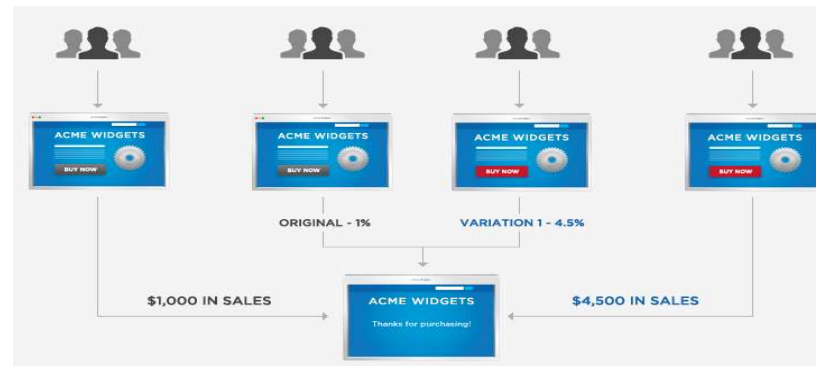 ACME WIDGETS
BUY NOW
ACME WIDGETS
BUY NOW
ACME WIDGETS
BUY NOW
ACME WIDGETS
BUY NOW
ORIGINAL - 1%
VARIATION 1 - 4.5%
$1,000 IN SALES
ACME WIDGETS
Thanks for purchasing!
$4,500 IN SALES